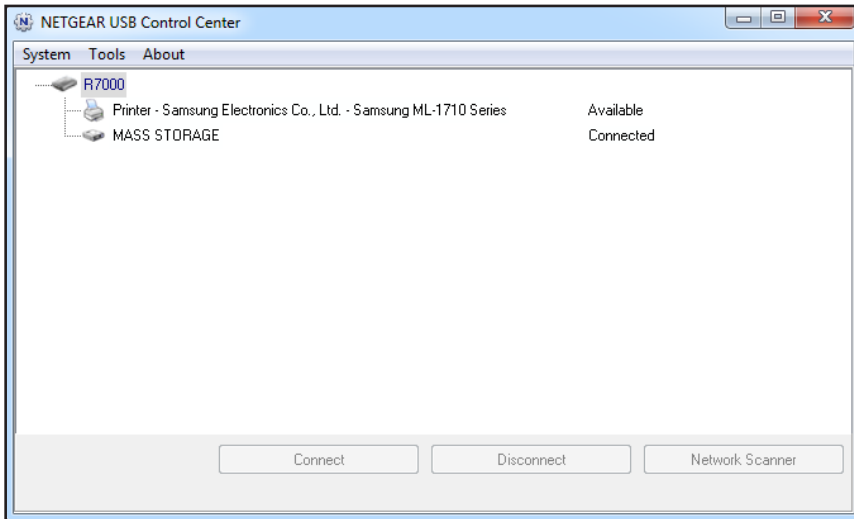 NETGEAR USB Control Center
System Tools About
R7000
Printer - Samsung Electronics Co., Ltd. - Samsung ML-1710 Series Available
MASS STORAGE Connected
Connect Disconnect Network Scanner